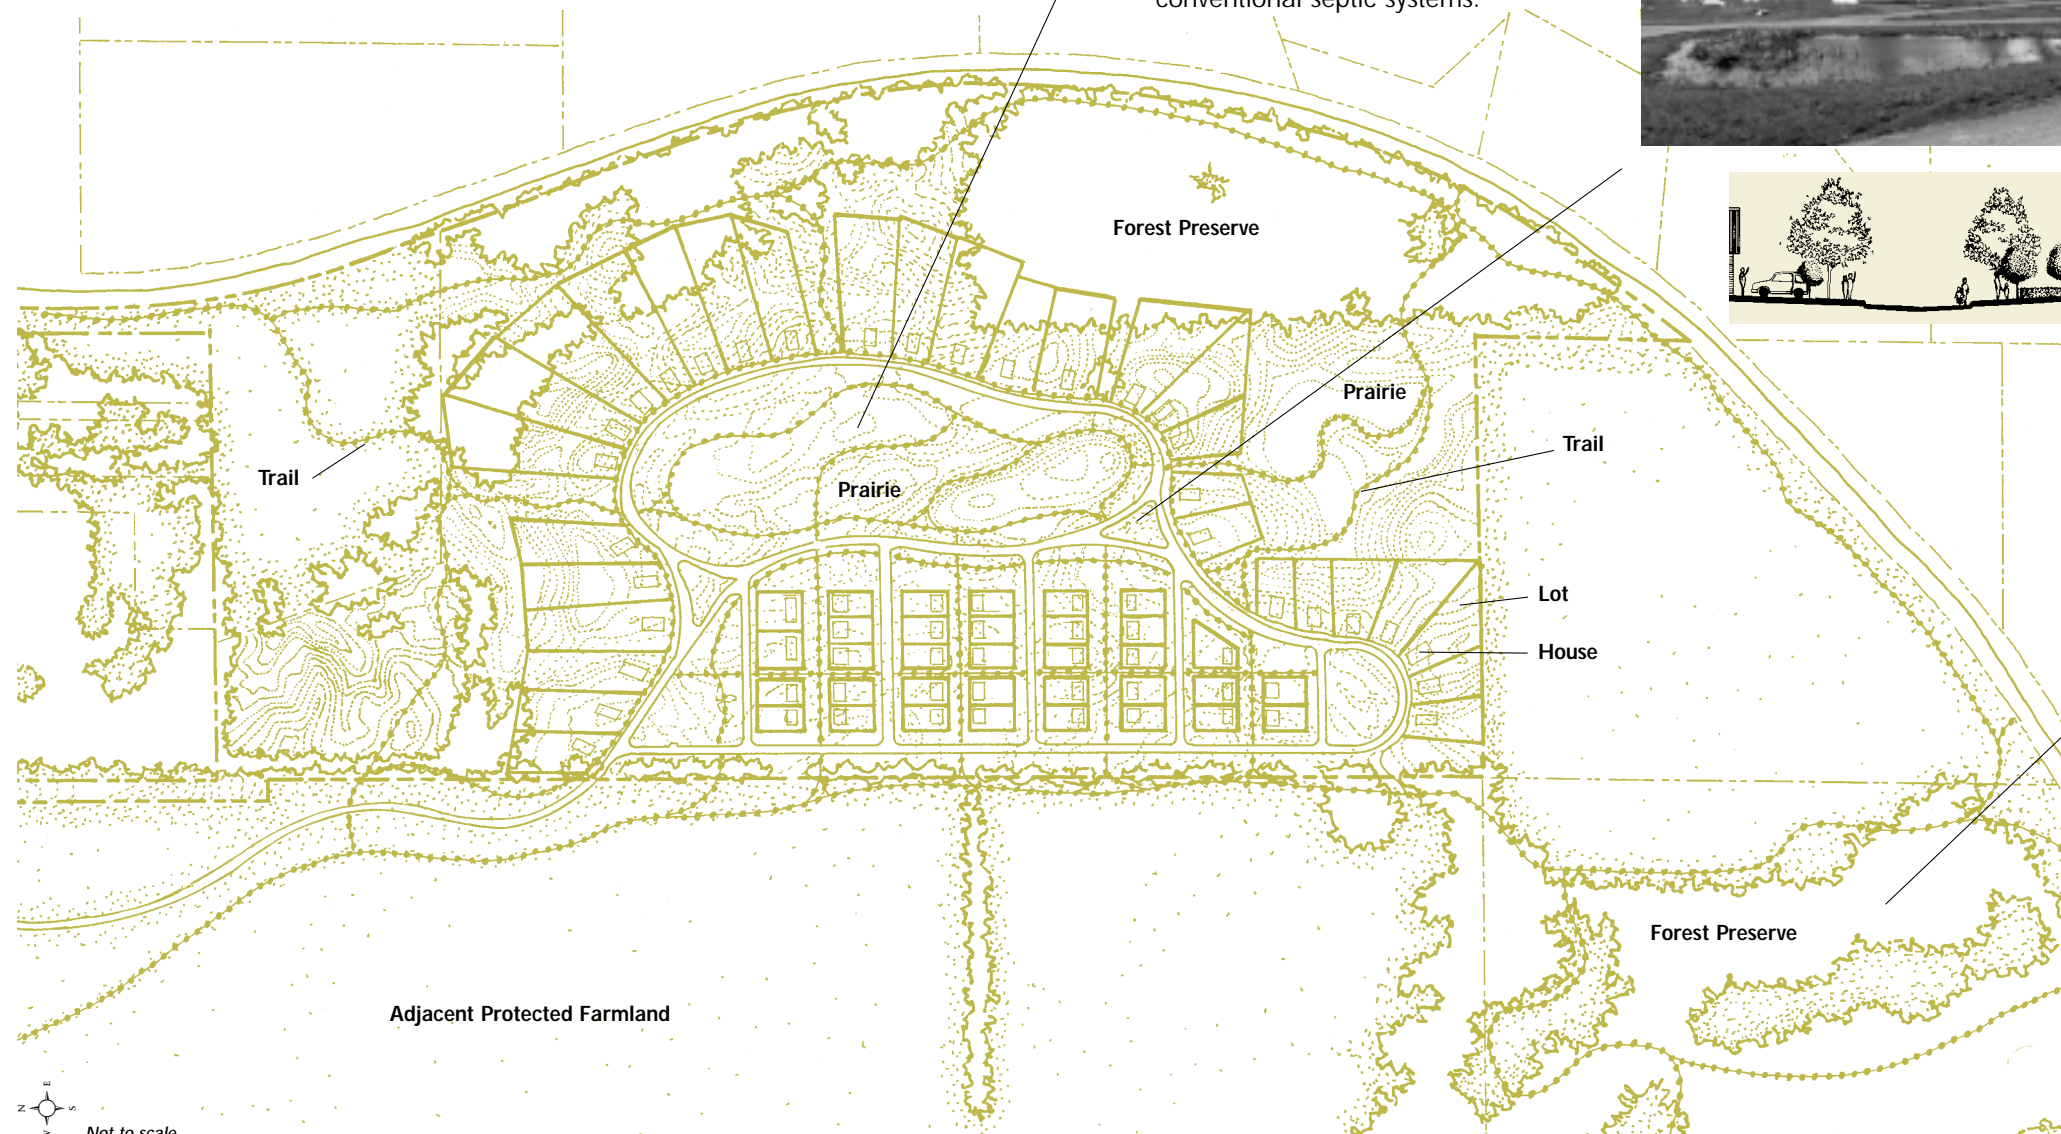 conventional septic systems.
Forest Preserve
Prairie
Trail
Trail
Prairie
Lot
House
Forest Preserve
Adjacent Protected Farmland
E
N S
W
Not to scale